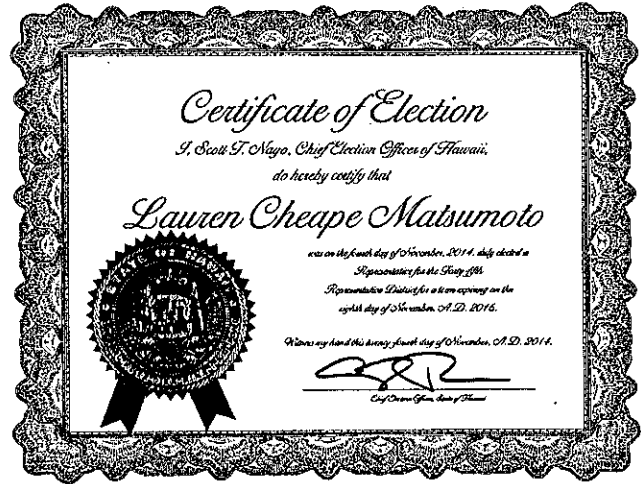 Certificate of Election
I, Scott T. Nago, Chief Election Officer of Hawaii,
do hereby certify that
Lauren Cheape Matsumoto
was on the fourth day of November, 2014, duly elected a
Representative for the Forty-fifth
Representative District for a term expiring on the
eighth day of November, A.D. 2016.
Witness my hand this twenty-fourth day of November, A.D. 2014.
Chief Election Officer, State of Hawaii
STATE OF HAWAII